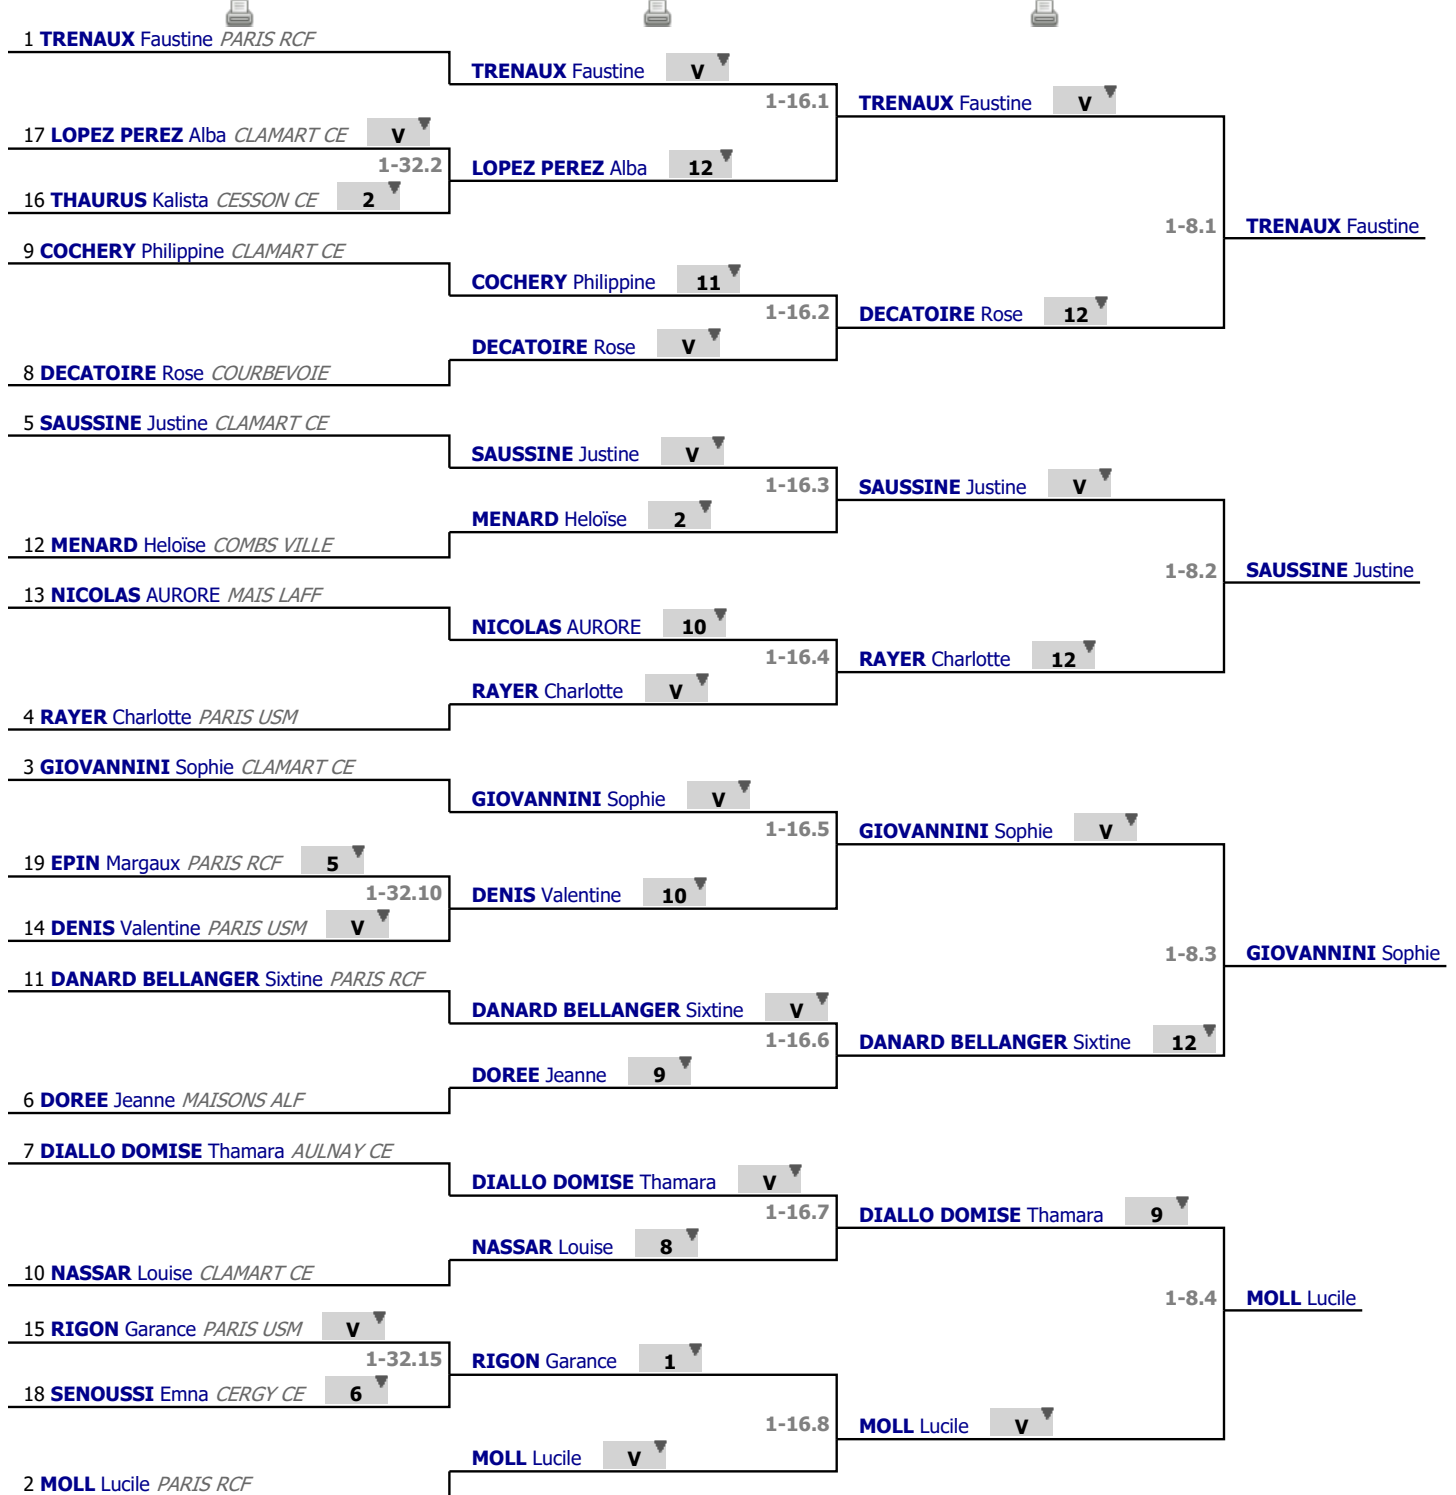 1 TRENAUX Faustine PARIS RCF
TRENAUX Faustine V
1-16.1
TRENAUX Faustine V
17 LOPEZ PEREZ Alba CLAMART CE V
1-32.2
LOPEZ PEREZ Alba 12
16 THAURUS Kalista CESSON CE 2
1-8.1
TRENAUX Faustine
9 COCHERY Philippine CLAMART CE
COCHERY Philippine 11
1-16.2
DECATOIRE Rose 12
DECATOIRE Rose V
8 DECATOIRE Rose COURBEVOIE
5 SAUSSINE Justine CLAMART CE
SAUSSINE Justine V
1-16.3
SAUSSINE Justine V
MENARD Heloïse 2
12 MENARD Heloïse COMBS VILLE
1-8.2
SAUSSINE Justine
13 NICOLAS AURORE MAIS LAFF
NICOLAS AURORE 10
1-16.4
RAYER Charlotte 12
RAYER Charlotte V
4 RAYER Charlotte PARIS USM
3 GIOVANNINI Sophie CLAMART CE
GIOVANNINI Sophie V
1-16.5
GIOVANNINI Sophie V
19 EPIN Margaux PARIS RCF 5
1-32.10
DENIS Valentine 10
14 DENIS Valentine PARIS USM V
1-8.3
GIOVANNINI Sophie
11 DANARD BELLANGER Sixtine PARIS RCF
DANARD BELLANGER Sixtine V
1-16.6
DANARD BELLANGER Sixtine 12
DOREE Jeanne 9
6 DOREE Jeanne MAISONS ALF
7 DIALLO DOMISE Thamara AULNAY CE
DIALLO DOMISE Thamara V
1-16.7
DIALLO DOMISE Thamara 9
NASSAR Louise 8
10 NASSAR Louise CLAMART CE
1-8.4
MOLL Lucile
15 RIGON Garance PARIS USM V
1-32.15
RIGON Garance 1
18 SENOUSSI Emna CERGY CE 6
1-16.8
MOLL Lucile V
MOLL Lucile V
2 MOLL Lucile PARIS RCF